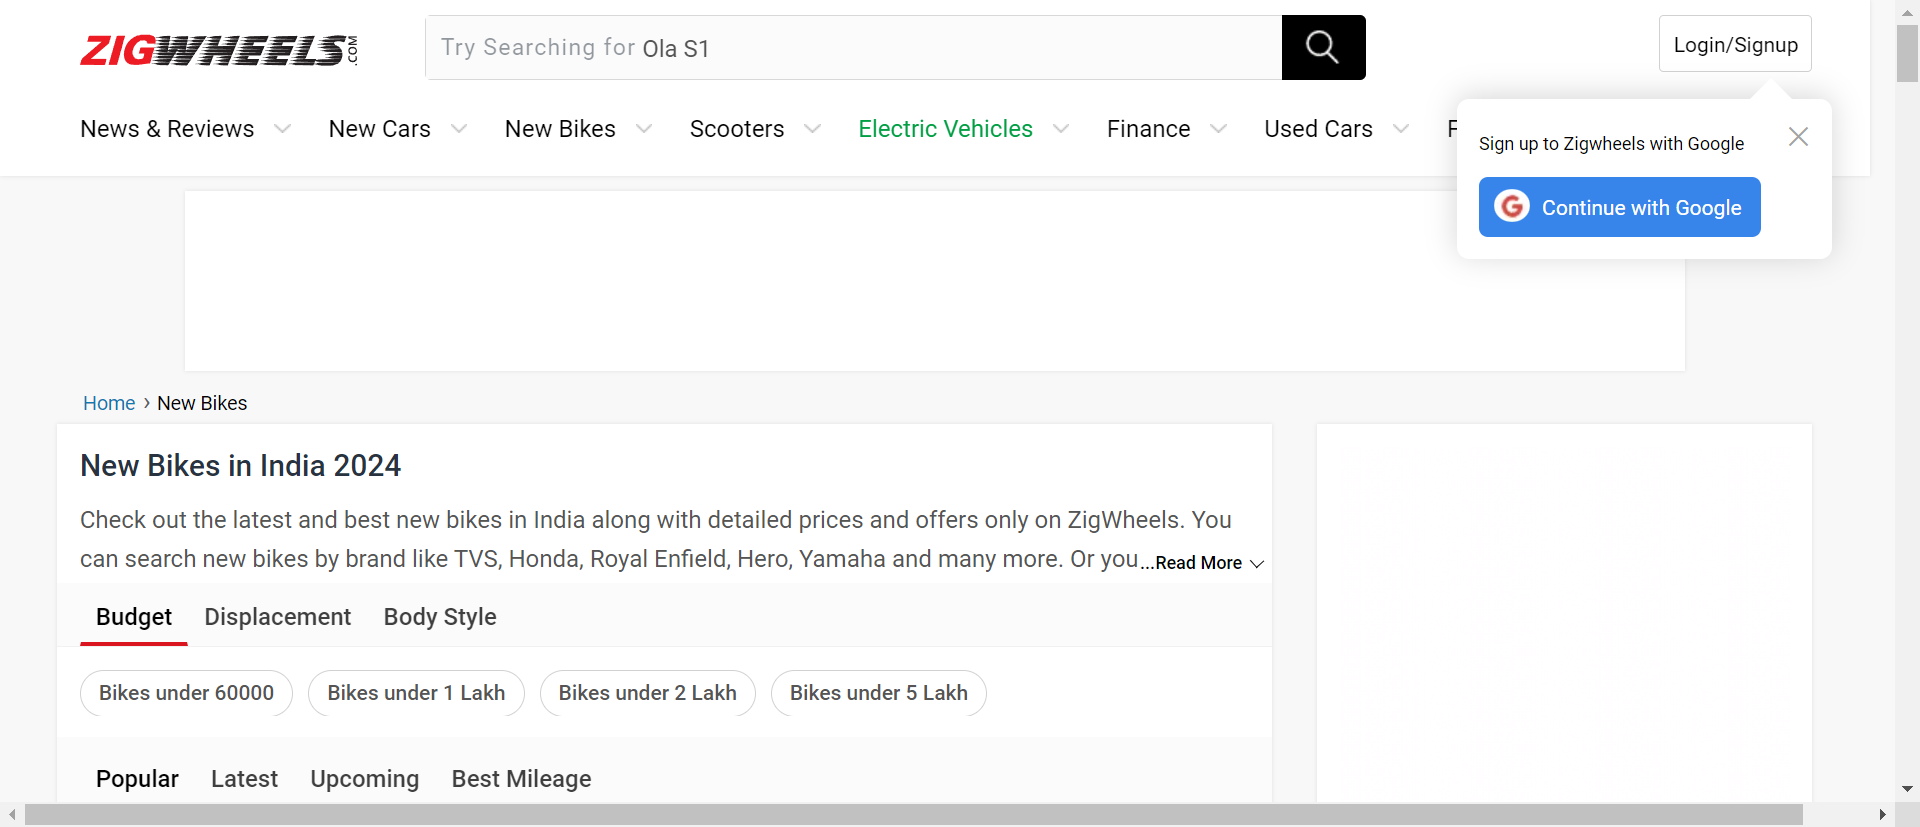 ZIGWHEELS.COM
Try Searching for Ola S1
Login/Signup
News & Reviews New Cars New Bikes Scooters Electric Vehicles Finance Used Cars
Sign up to Zigwheels with Google
Continue with Google
Home › New Bikes
New Bikes in India 2024
Check out the latest and best new bikes in India along with detailed prices and offers only on ZigWheels. You
can search new bikes by brand like TVS, Honda, Royal Enfield, Hero, Yamaha and many more. Or you...Read More
Budget Displacement Body Style
Bikes under 60000 Bikes under 1 Lakh Bikes under 2 Lakh Bikes under 5 Lakh
Popular Latest Upcoming Best Mileage